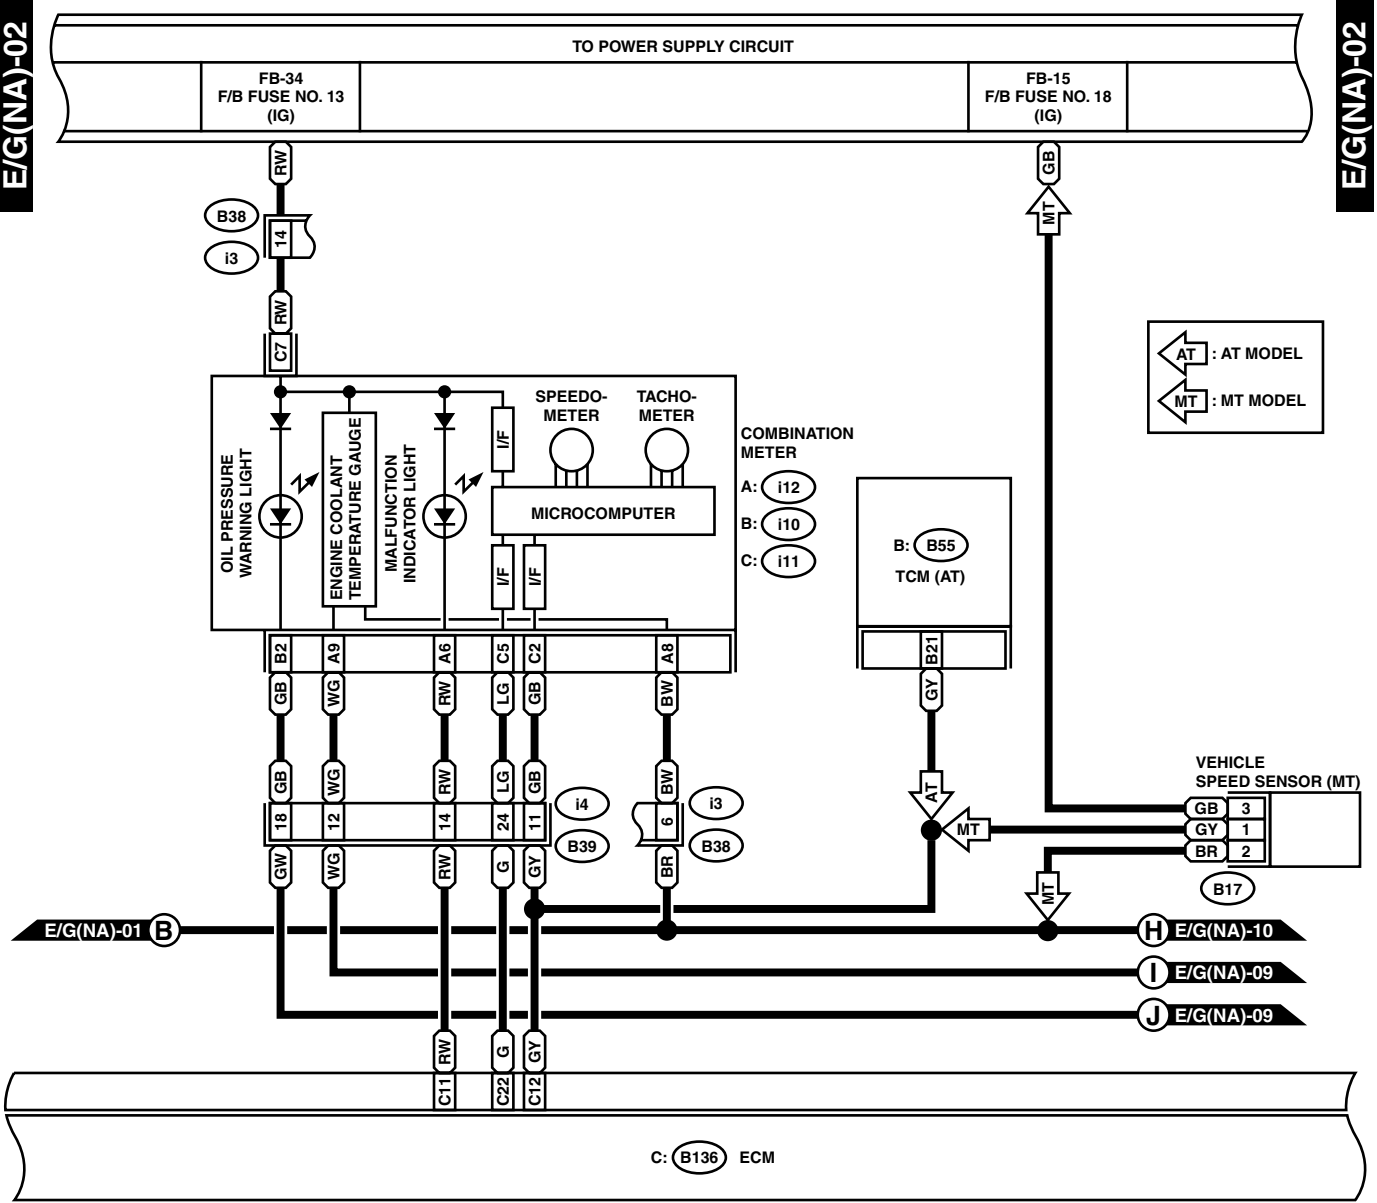 E/G(NA)-02
E/G(NA)-02
TO POWER SUPPLY CIRCUIT
FB-34
F/B FUSE NO. 13
(IG)
FB-15
F/B FUSE NO. 18
(IG)
RW
GB
MT
B38
14
i3
RW
C7
AT : AT MODEL
MT : MT MODEL
OIL PRESSURE
WARNING LIGHT
ENGINE COOLANT
TEMPERATURE GAUGE
MALFUNCTION
INDICATOR LIGHT
I/F
SPEEDO-
METER
TACHO-
METER
MICROCOMPUTER
I/F
I/F
COMBINATION
METER
A: i12
B: i10
C: i11
B: B55
TCM (AT)
B2 A9 A6 C5 C2 A8
B21
GB WG RW LG GB BW
GY
GB WG RW LG GB BW
AT
18 12 14 24 11
i4
B39
6
i3
B38
MT
VEHICLE
SPEED SENSOR (MT)
GB 3
GY 1
BR 2
B17
GW WG RW G GY BR
MT
E/G(NA)-01 B
H E/G(NA)-10
I E/G(NA)-09
J E/G(NA)-09
RW G GY
C11 C22 C12
C: B136 ECM